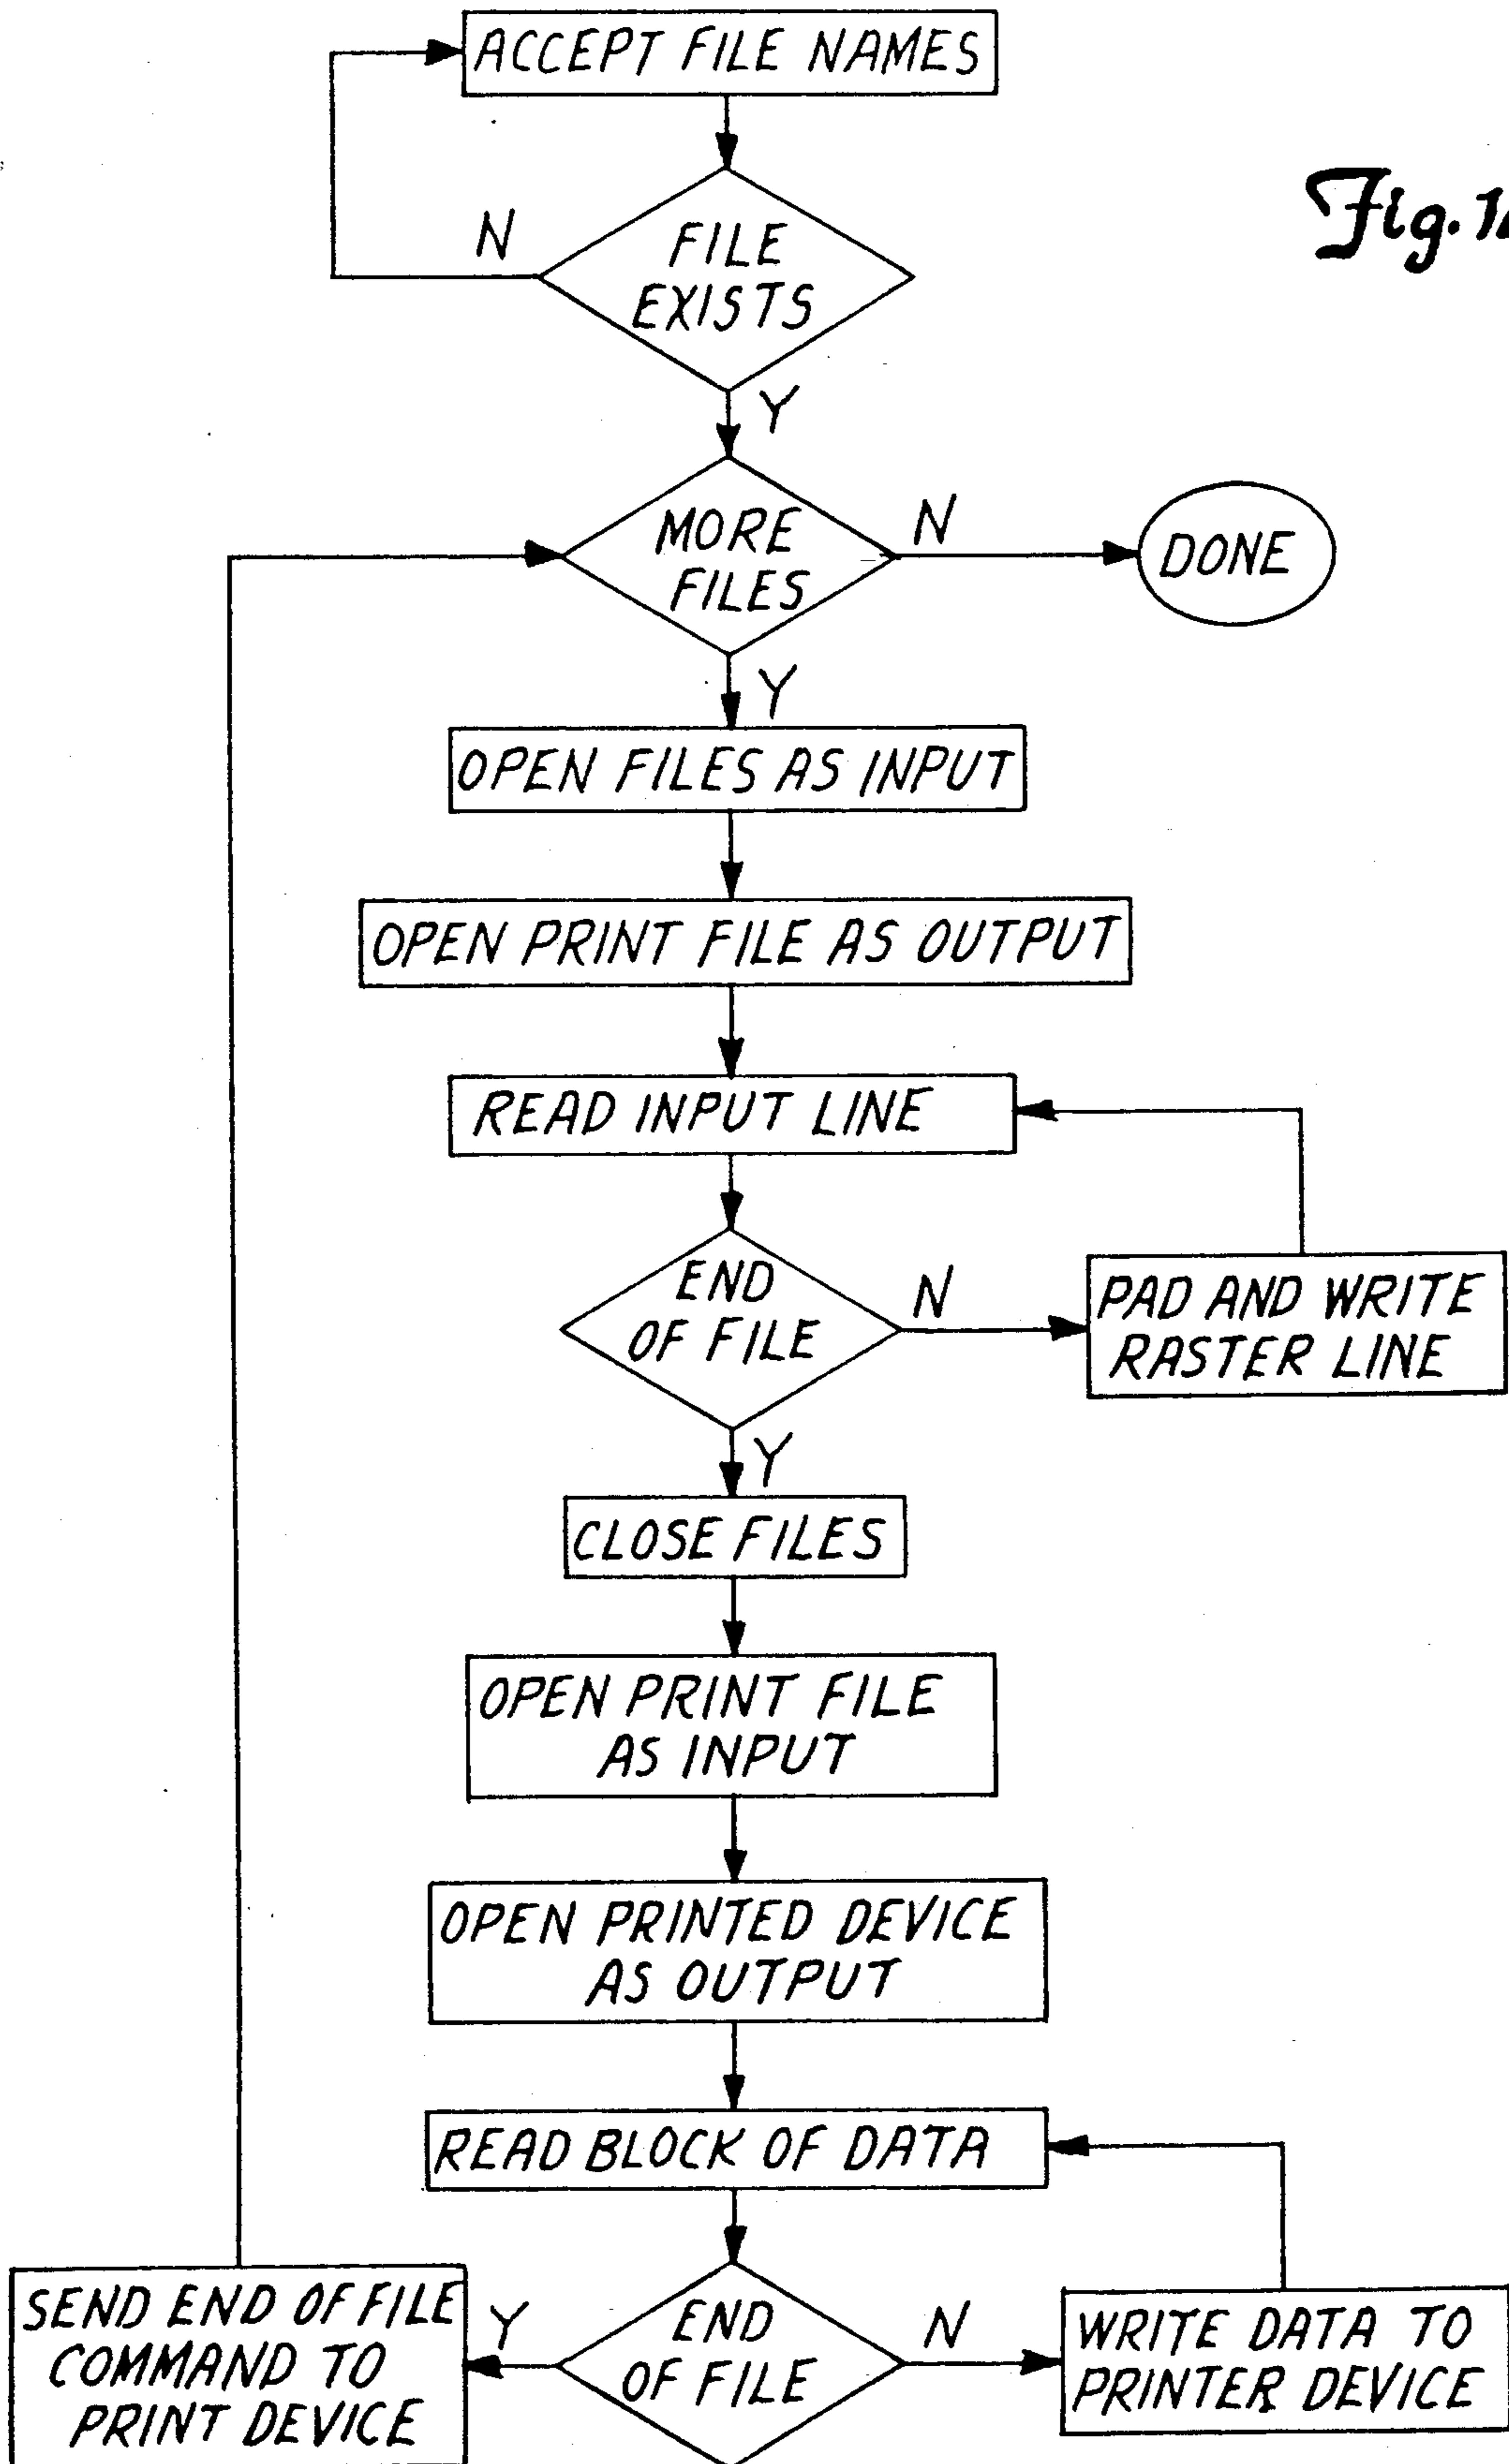 ACCEPT FILE NAMES
Fig.
N
FILE
EXISTS
Y
MORE
FILES
N
DONE
Y
OPEN FILES AS INPUT
OPEN PRINT FILE AS OUTPUT
READ INPUT LINE
END
OF FILE
N
PAD AND WRITE
RASTER LINE
Y
CLOSE FILES
OPEN PRINT FILE
AS INPUT
OPEN PRINTED DEVICE
AS OUTPUT
READ BLOCK OF DATA
SEND END OF FILE
COMMAND TO
PRINT DEVICE
Y
END
OF FILE
N
WRITE DATA TO
PRINTER DEVICE